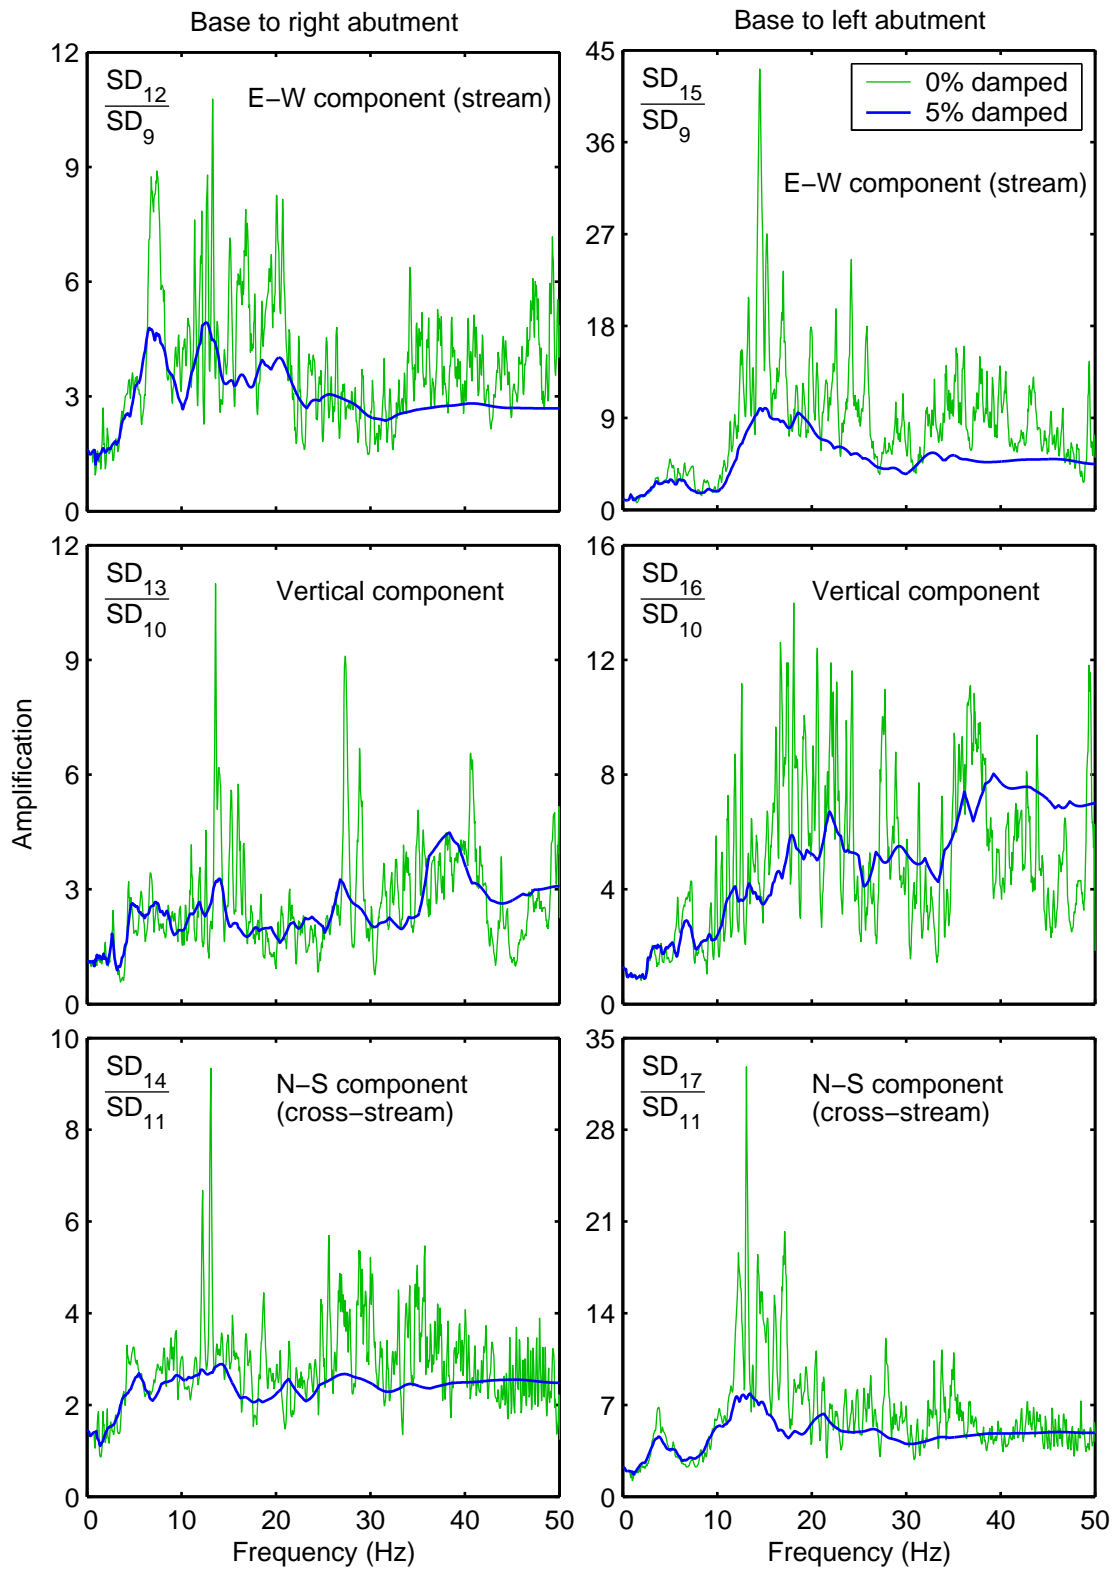 Base to right abutment
Base to left abutment
12
9
6
3
0
SD12
SD9
E−W component (stream)
45
36
27
18
9
0
SD15
SD9
0% damped
5% damped
E−W component (stream)
12
9
6
3
0
SD13
SD10
Vertical component
16
12
8
4
0
SD16
SD10
Vertical component
Amplification
10
8
6
4
2
0
SD14
SD11
N−S component
(cross−stream)
0 10 20 30 40 50
Frequency (Hz)
35
28
21
14
7
0
SD17
SD11
N−S component
(cross−stream)
0 10 20 30 40 50
Frequency (Hz)